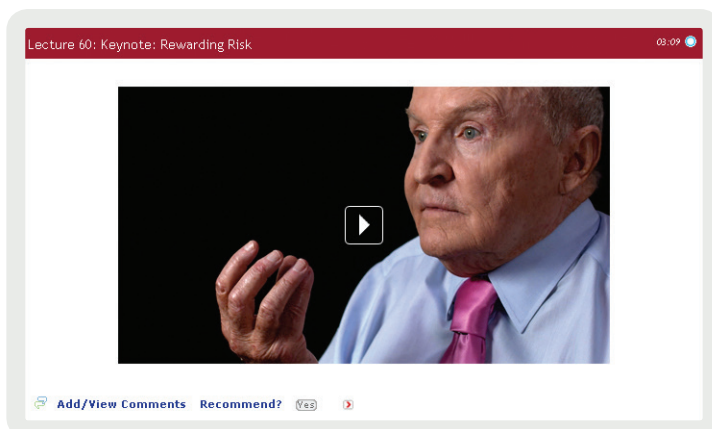 Lecture 60: Keynote: Rewarding Risk
03:09
Add/View Comments Recommend? Yes